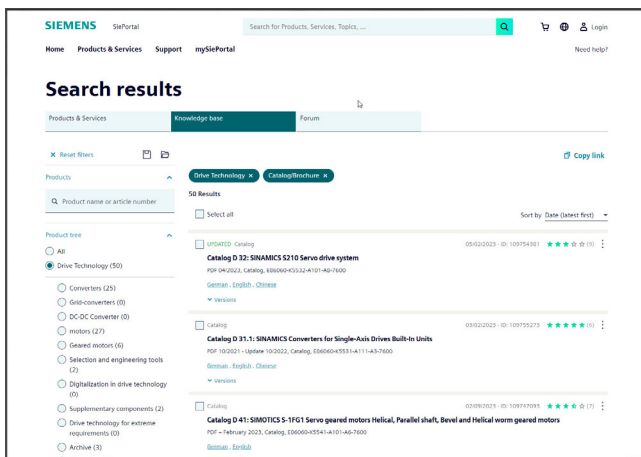 SIEMENS SiePortal
Search for Products, Services, Topics, ...
Login
Home Products & Services Support mySiePortal Need help?
Search results
Products & Services Knowledge base Forum
× Reset filters
Copy link
Products
Drive Technology × Catalog/Brochure ×
50 Results
Product name or article number
Select all
Sort by Date (latest first)
Product tree
All
Drive Technology (50)
Converters (25)
Grid-converters (0)
DC-DC Converter (0)
motors (27)
Geared motors (6)
Selection and engineering tools
(2)
Digitalization in drive technology
(0)
Supplementary components (2)
Drive technology for extreme
requirements (0)
Archive (3)
UPDATED Catalog 05/02/2023 - ID: 109754381 (9)
Catalog D 32: SINAMICS S210 Servo drive system
PDF 04/2023, Catalog, E86060-K5532-A101-A8-7600
German, English, Chinese
Versions
Catalog 03/02/2023 - ID: 109755273 (6)
Catalog D 31.1: SINAMICS Converters for Single-Axis Drives Built-In Units
PDF 10/2021 - Update 10/2022, Catalog, E86060-K5531-A111-A3-7600
German, English, Chinese
Versions
Catalog 02/09/2023 - ID: 109747095 (7)
Catalog D 41: SIMOTICS S-1FG1 Servo geared motors Helical, Parallel shaft, Bevel and Helical worm geared motors
PDF – February 2023, Catalog, E86060-K5541-A101-A6-7600
German, English